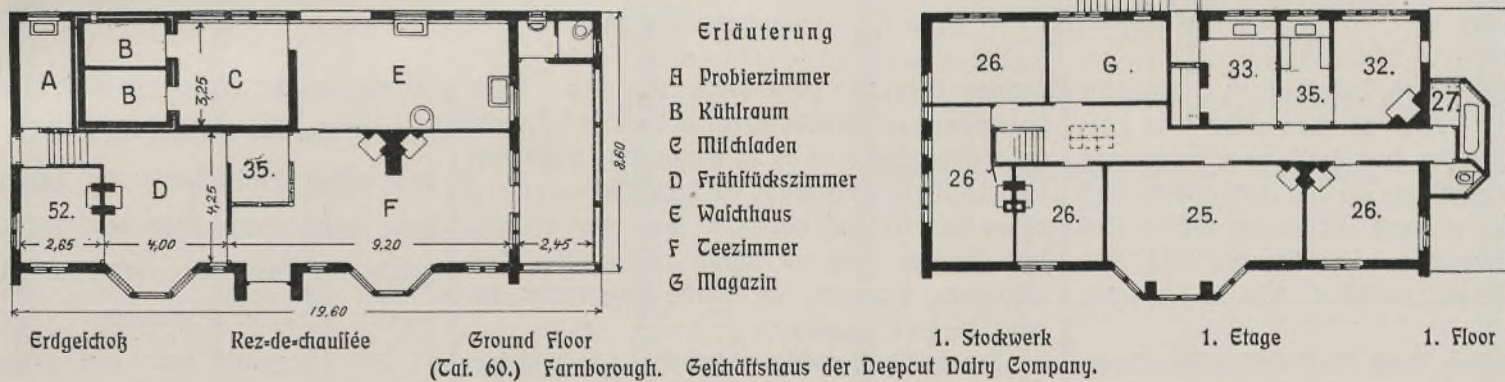 A
B
B
C
3,25
E
35.
D
4,25
F
52.
2,65
4,00
9,20
2,45
8,60
19,60
Erdgeschoß
Rez-de-chaussée
Ground Floor
Erläuterung
A Probierzimmer
B Kühlraum
C Milchladen
D Frühstückszimmer
E Waschhaus
F Teezimmer
G Magazin
26.
G.
33.
35.
32.
27.
26
26.
25.
26.
1. Stockwerk
1. Etage
1. Floor
(Taf. 60.) Farnborough. Geschäftshaus der Deepcut Dairy Company.